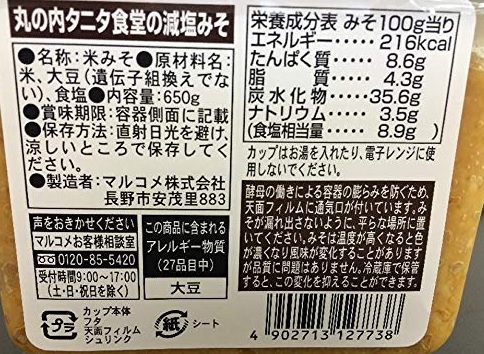 丸の内タニタ食堂の減塩みそ
●名称：米みそ●原材料名：
米、大豆（遺伝子組換えでな
い）、食塩●内容量：650g
●賞味期限：容器側面に記載
●保存方法：直射日光を避け、
涼しいところで保存してく
ださい。
●製造者：マルコメ株式会社
長野市安茂里883
声をおきかせください
マルコメお客様相談室
0120-85-5420
受付時間9:00～17:00
（土・日・祝日を除く）
この商品に含まれる
アレルギー物質
（27品目中）
大豆
プラ
カップ本体
フタ
天面フィルム
シュリンク
紙
シート
栄養成分表 みそ100g当り
エネルギー・・・・・216kcal
たんぱく質・・・・・8.6g
脂質・・・・・4.3g
炭水化物・・・・35.6g
ナトリウム・・・・・3.5g
（食塩相当量・・・・・8.9g）
カップはお湯を入れたり、電子レンジに使
用しないでください。
酵母の働きによる容器の膨らみを防ぐため、
天面フィルムに通気口が付いています。み
そが漏れ出さないように、平らな場所に置
いてください。みそは温度が高くなると色
が濃くなり風味が変化することがあります
が品質に問題はありません。冷蔵庫で保管
すると、この変化を抑えることができます。
4 902713 127738